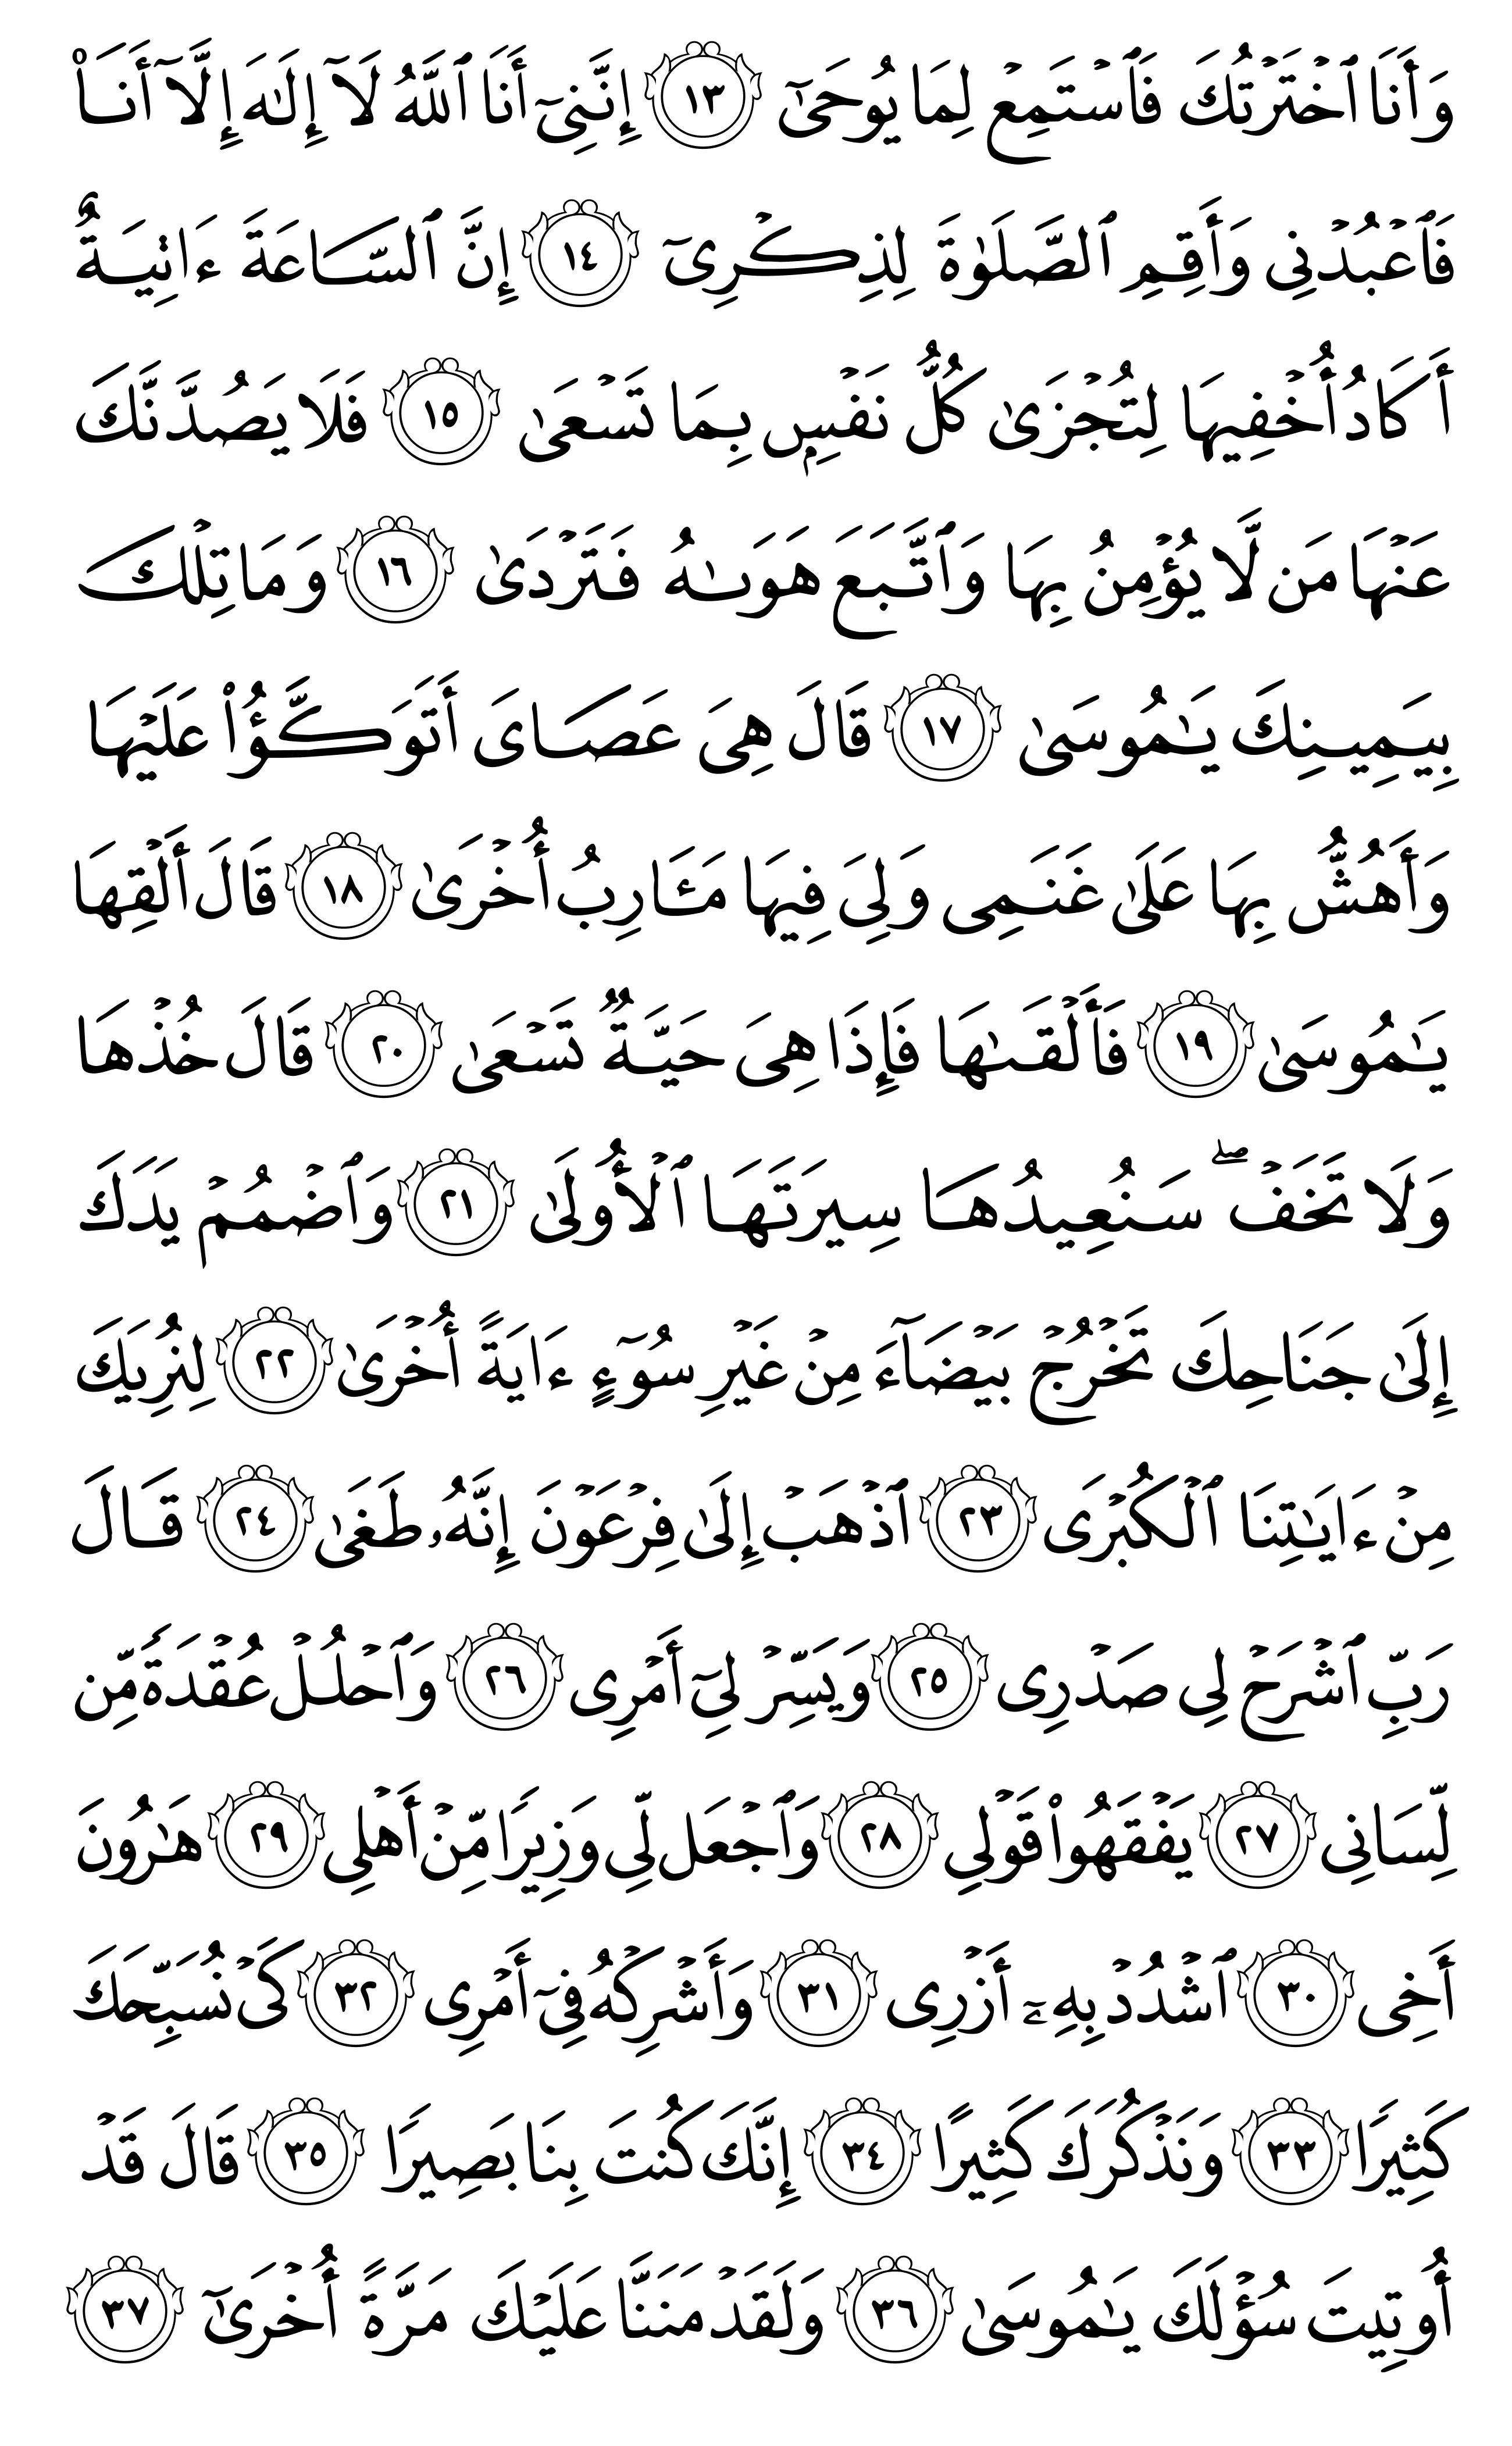 وَأَنَا ٱخۡتَرۡتُكَ فَٱسۡتَمِعۡ لِمَا يُوحَىٰٓ ١٣ إِنَّنِيٓ أَنَا ٱللَّهُ لَآ إِلَٰهَ إِلَّآ أَنَا۠
فَٱعۡبُدۡنِي وَأَقِمِ ٱلصَّلَوٰةَ لِذِكۡرِيٓ ١٤ إِنَّ ٱلسَّاعَةَ ءَاتِيَةٌ
أَكَادُ أُخۡفِيهَا لِتُجۡزَىٰ كُلُّ نَفۡسِۭ بِمَا تَسۡعَىٰ ١٥ فَلَا يَصُدَّنَّكَ
عَنۡهَا مَن لَّا يُؤۡمِنُ بِهَا وَٱتَّبَعَ هَوَىٰهُ فَتَرۡدَىٰ ١٦ وَمَا تِلۡكَ
بِيَمِينِكَ يَٰمُوسَىٰ ١٧ قَالَ هِيَ عَصَايَ أَتَوَكَّؤُاْ عَلَيۡهَا
وَأَهُشُّ بِهَا عَلَىٰ غَنَمِي وَلِيَ فِيهَا مَـَٔارِبُ أُخۡرَىٰ ١٨ قَالَ أَلۡقِهَا
يَٰمُوسَىٰ ١٩ فَأَلۡقَىٰهَا فَإِذَا هِيَ حَيَّةٞ تَسۡعَىٰ ٢٠ قَالَ خُذۡهَا
وَلَا تَخَفۡۖ سَنُعِيدُهَا سِيرَتَهَا ٱلۡأُولَىٰ ٢١ وَٱضۡمُمۡ يَدَكَ
إِلَىٰ جَنَاحِكَ تَخۡرُجۡ بَيۡضَآءَ مِنۡ غَيۡرِ سُوٓءٍ ءَايَةً أُخۡرَىٰ ٢٢ لِنُرِيَكَ
مِنۡ ءَايَٰتِنَا ٱلۡكُبۡرَى ٢٣ ٱذۡهَبۡ إِلَىٰ فِرۡعَوۡنَ إِنَّهُۥ طَغَىٰ ٢٤ قَالَ
رَبِّ ٱشۡرَحۡ لِي صَدۡرِي ٢٥ وَيَسِّرۡ لِيٓ أَمۡرِي ٢٦ وَٱحۡلُلۡ عُقۡدَةٗ مِّن
لِّسَانِي ٢٧ يَفۡقَهُواْ قَوۡلِي ٢٨ وَٱجۡعَل لِّي وَزِيرٗا مِّنۡ أَهۡلِي ٢٩ هَٰرُونَ
أَخِي ٣٠ ٱشۡدُدۡ بِهِۦٓ أَزۡرِي ٣١ وَأَشۡرِكۡهُ فِيٓ أَمۡرِي ٣٢ كَيۡ نُسَبِّحَكَ
كَثِيرٗا ٣٣ وَنَذۡكُرَكَ كَثِيرًا ٣٤ إِنَّكَ كُنتَ بِنَا بَصِيرٗا ٣٥ قَالَ قَدۡ
أُوتِيتَ سُؤۡلَكَ يَٰمُوسَىٰ ٣٦ وَلَقَدۡ مَنَنَّا عَلَيۡكَ مَرَّةً أُخۡرَىٰٓ ٣٧